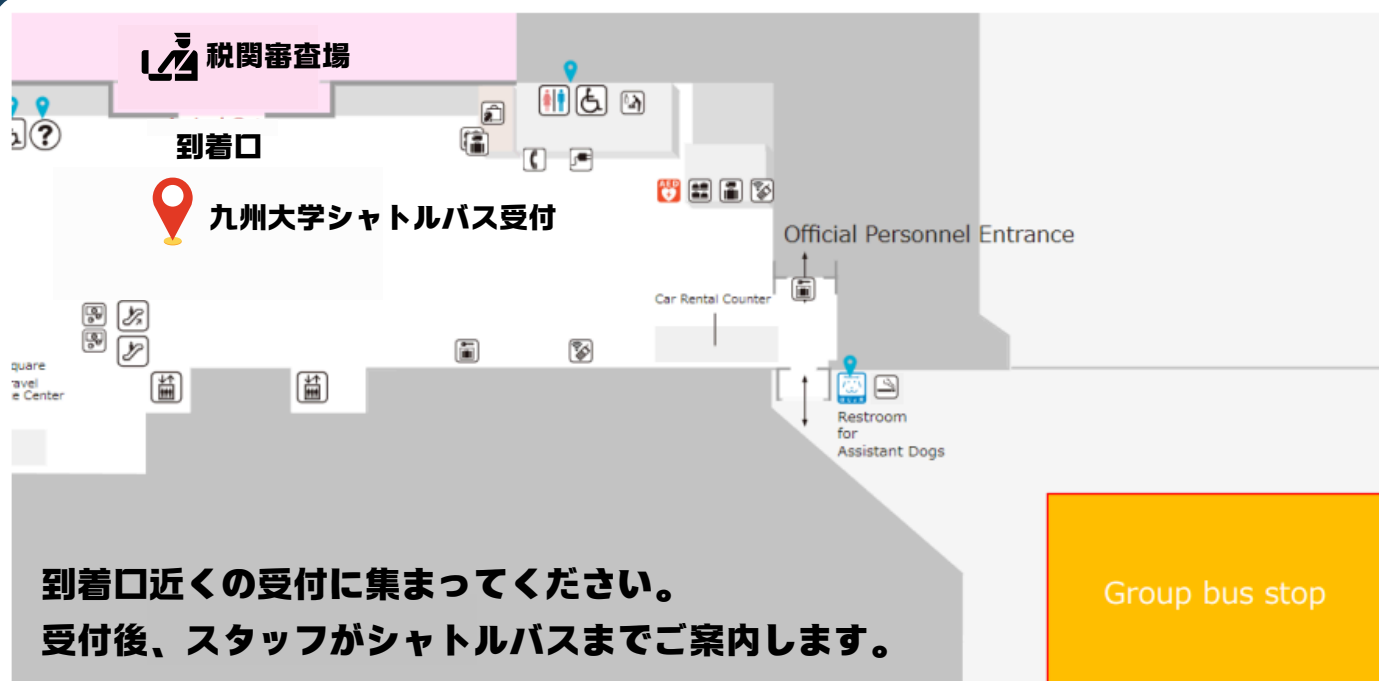 税関審査場
到着口
九州大学シャトルバス受付
?
AED
Official Personnel Entrance
Car Rental Counter
quare
avel
e Center
Restroom
for
Assistant Dogs
Group bus stop
到着口近くの受付に集まってください。
受付後、スタッフがシャトルバスまでご案内します。